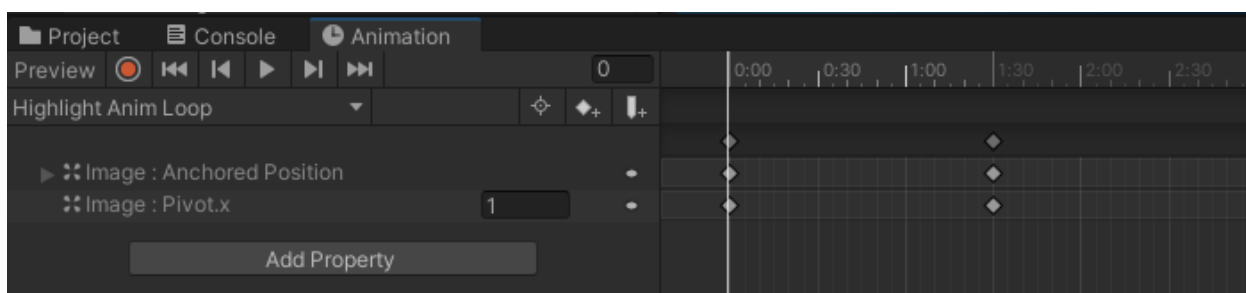 Project Console Animation
Preview 0 0:00 0:30 1:00 1:30 2:00 2:30
Highlight Anim Loop
Image : Anchored Position
Image : Pivot.x 1
Add Property